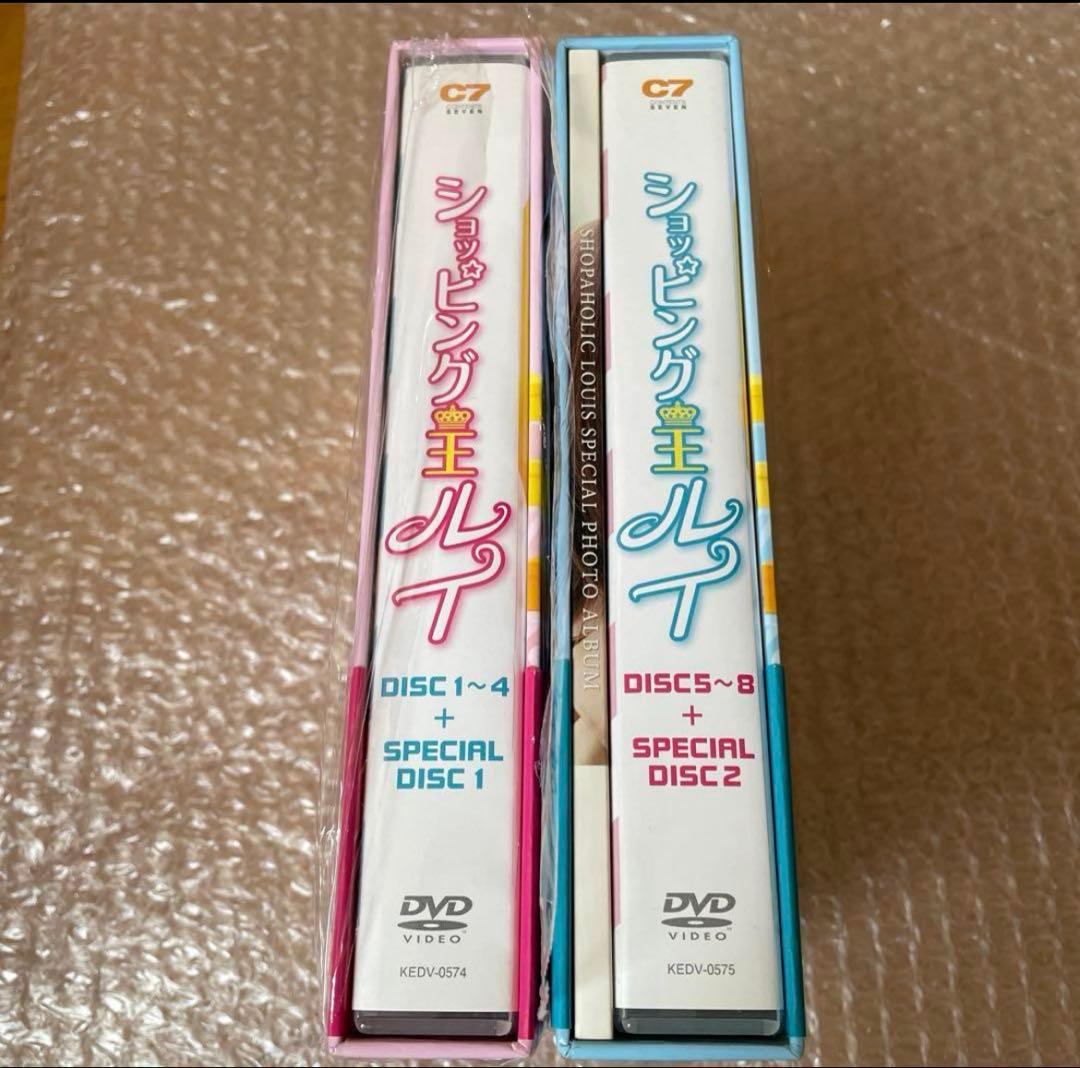 C7
CONTENTS
SEVEN
ショッピング王
ルイ
DISC 1～4
+
SPECIAL
DISC 1
DVD
VIDEO
KEDV-0574
SHOPAHOLIC LOUIS SPECIAL PHOTO ALBUM
C7
CONTENTS
SEVEN
ショッピング王
ルイ
DISC 5～8
+
SPECIAL
DISC 2
DVD
VIDEO
KEDV-0575